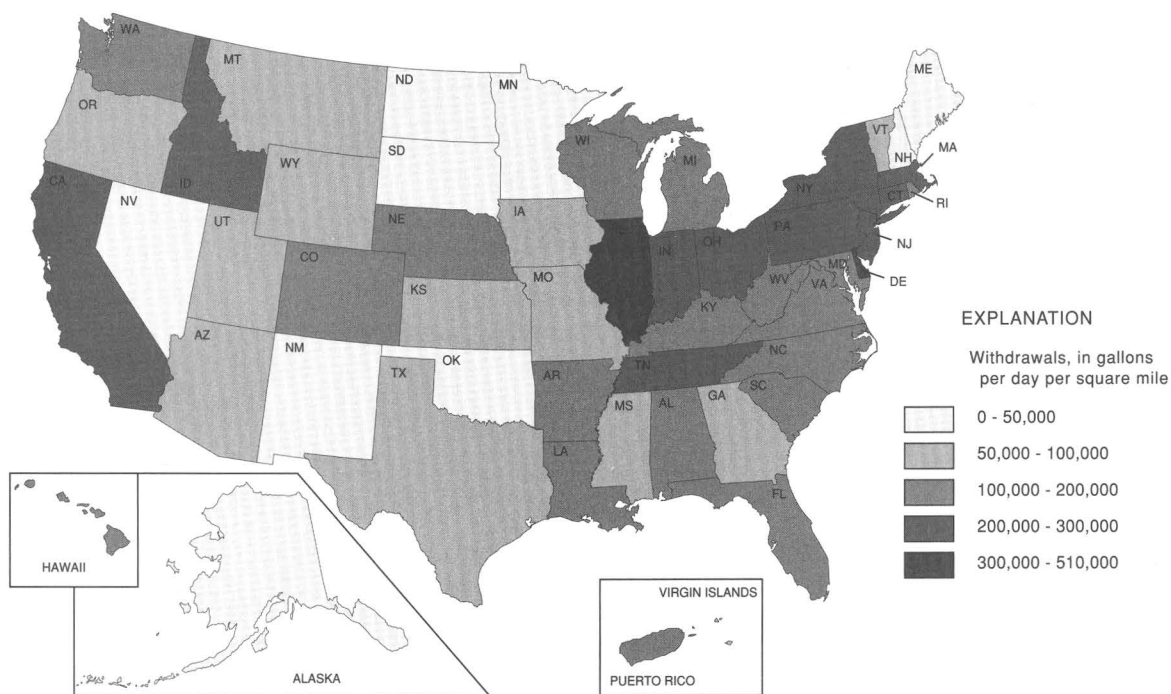 WA
MT
ND
MN
ME
OR
VT
ID
WY
SD
WI
MI
NH
MA
CA
NV
UT
NE
IA
NY
CT
RI
CO
KS
MO
IN
OH
PA
NJ
WV
VA
MD
DE
KY
AZ
NM
OK
AR
TN
NC
TX
MS
AL
GA
SC
LA
FL
EXPLANATION
Withdrawals, in gallons
per day per square mile
0 - 50,000
50,000 - 100,000
100,000 - 200,000
200,000 - 300,000
300,000 - 510,000
HAWAII
ALASKA
VIRGIN ISLANDS
PUERTO RICO